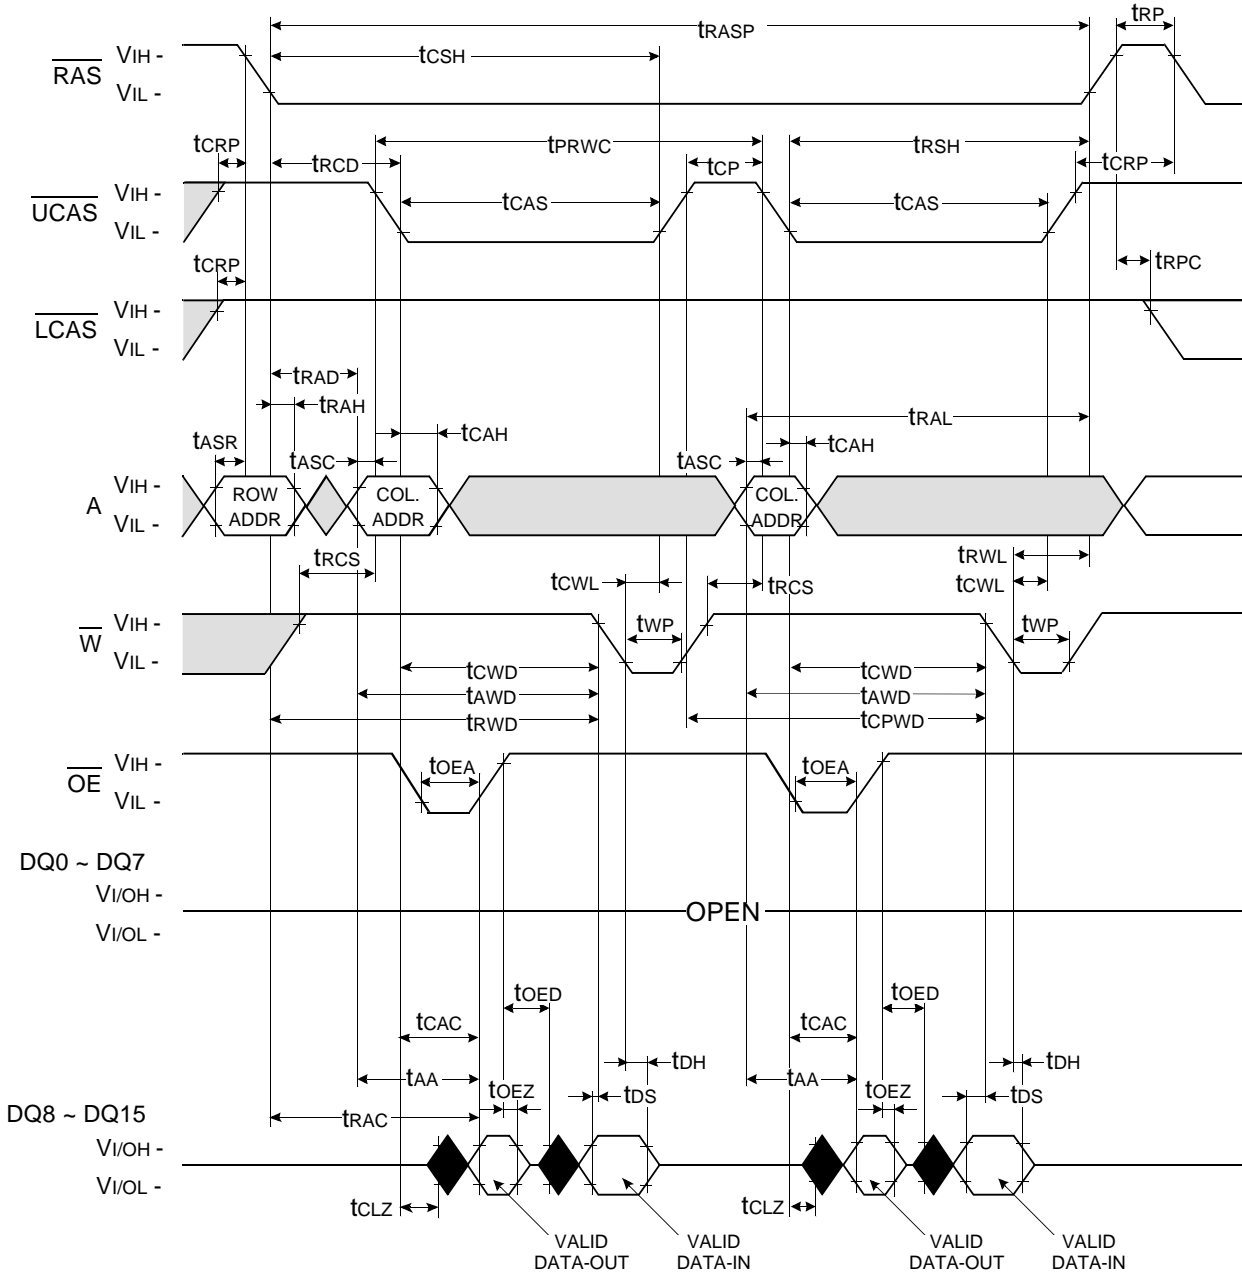 tRASP
tRP
VIH -
tCSH
RAS
VIL -
tCRP
tPRWC
tRSH
tRCD
tCP
tCRP
VIH -
UCAS
tCAS
tCAS
VIL -
tCRP
tRPC
VIH -
LCAS
VIL -
tRAD
tRAH
tRAL
tASR
tCAH
tCAH
tASC
tASC
VIH -
A
ROW ADDR
COL. ADDR
COL. ADDR
VIL -
tRCS
tRWL
tCWL
tRCS
tCWL
VIH -
W
tWP
tWP
VIL -
tCWD
tCWD
tAWD
tAWD
tRWD
tCPWD
VIH -
OE
tOEA
tOEA
VIL -
DQ0 ~ DQ7
VI/OH -
OPEN
VI/OL -
tOED
tOED
tCAC
tCAC
tDH
tDH
tAA
tAA
tOEZ
tDS
tOEZ
tDS
DQ8 ~ DQ15
tRAC
VI/OH -
VI/OL -
tCLZ
tCLZ
VALID DATA-OUT
VALID DATA-IN
VALID DATA-OUT
VALID DATA-IN